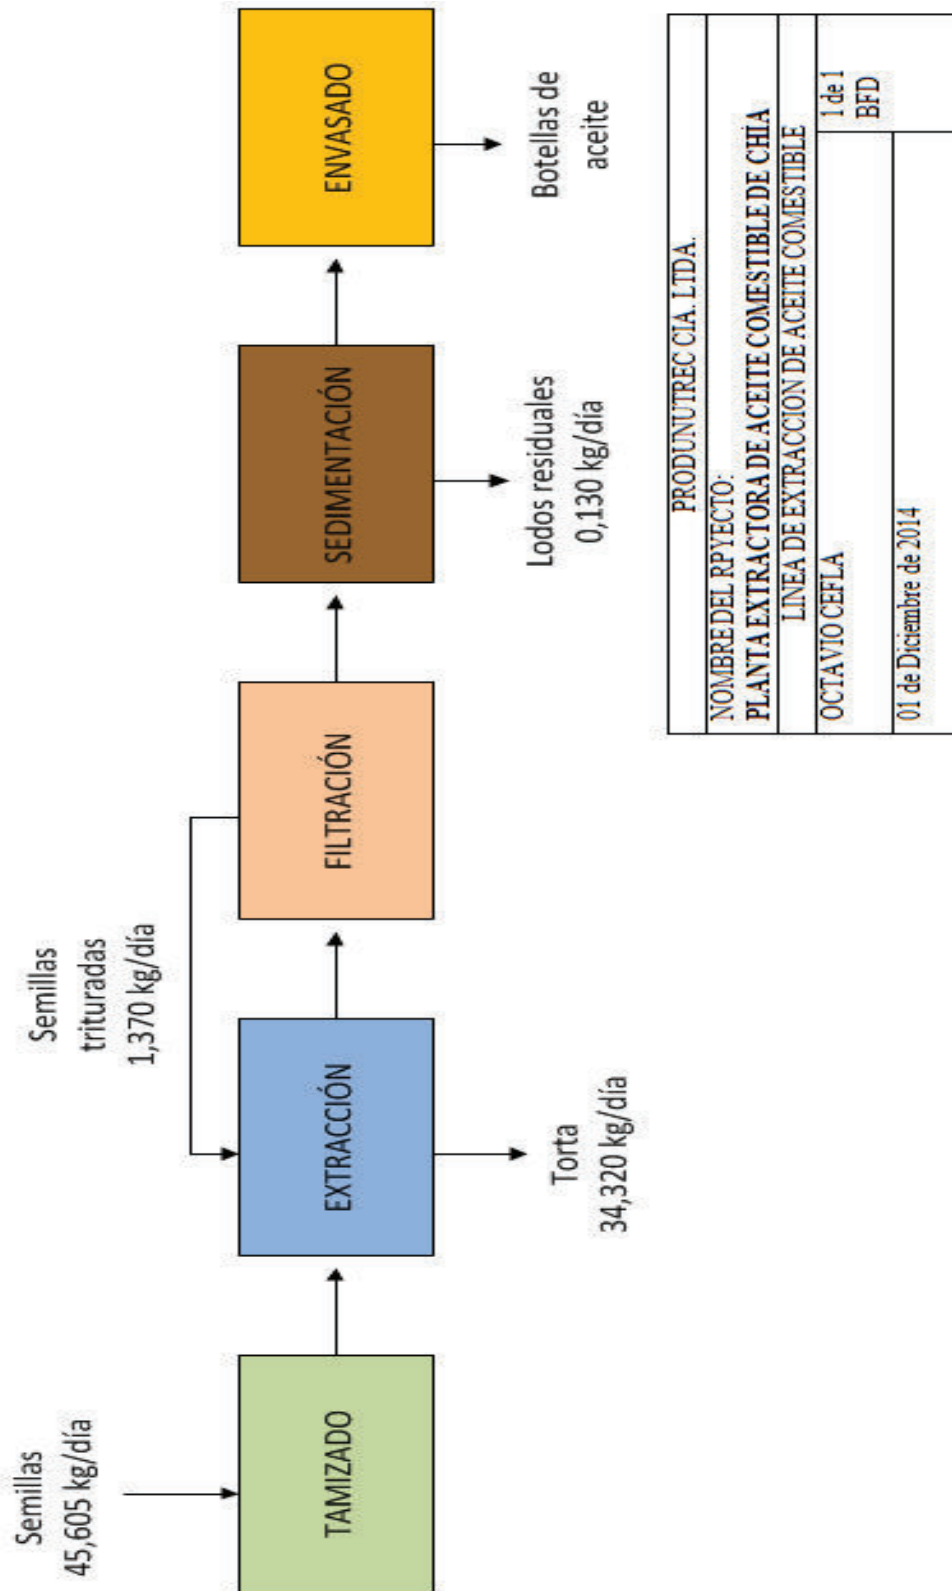 Semillas
45,605 kg/día
Semillas
trituradas
1,370 kg/día
TAMIZADO
EXTRACCIÓN
FILTRACIÓN
SEDIMENTACIÓN
ENVASADO
Torta
34,320 kg/día
Lodos residuales
0,130 kg/día
Botellas de
aceite
PRODUNUTREC CIA. LTDA.
NOMBRE DEL RPYECTO:
PLANTA EXTRACTORA DE ACEITE COMESTIBLE DE CHIA
LINEA DE EXTRACCION DE ACEITE COMESTIBLE
OCTAVIO CEFLA
1 de 1
BFD
01 de Diciembre de 2014